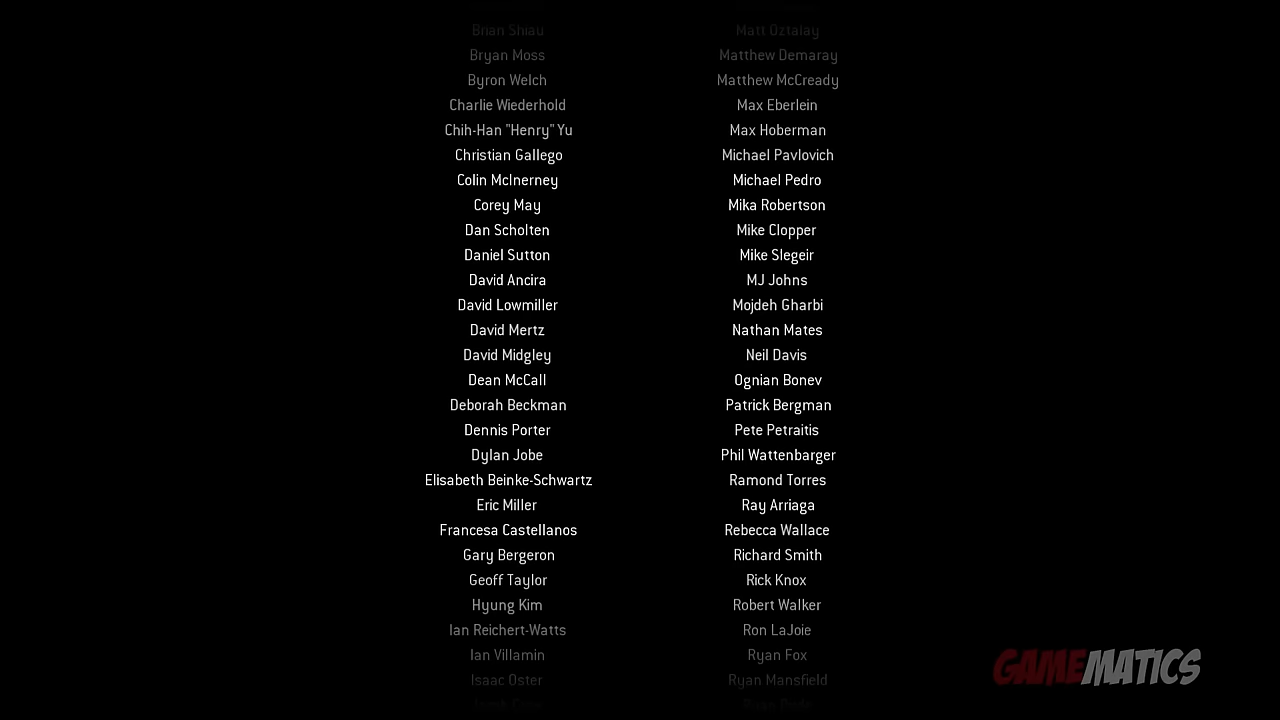 Brian Shiau
Bryan Moss
Byron Welch
Charlie Wiederhold
Chih-Han "Henry" Yu
Christian Gallego
Colin McInerney
Corey May
Dan Scholten
Daniel Sutton
David Ancira
David Lowmiller
David Mertz
David Midgley
Dean McCall
Deborah Beckman
Dennis Porter
Dylan Jobe
Elisabeth Beinke-Schwartz
Eric Miller
Francesa Castellanos
Gary Bergeron
Geoff Taylor
Hyung Kim
Ian Reichert-Watts
Ian Villamin
Isaac Oster
Matt Oztalay
Matthew Demaray
Matthew McCready
Max Eberlein
Max Hoberman
Michael Pavlovich
Michael Pedro
Mika Robertson
Mike Clopper
Mike Slegeir
MJ Johns
Mojdeh Gharbi
Nathan Mates
Neil Davis
Ognian Bonev
Patrick Bergman
Pete Petraitis
Phil Wattenbarger
Ramond Torres
Ray Arriaga
Rebecca Wallace
Richard Smith
Rick Knox
Robert Walker
Ron LaJoie
Ryan Fox
Ryan Mansfield
GAMEMATICS